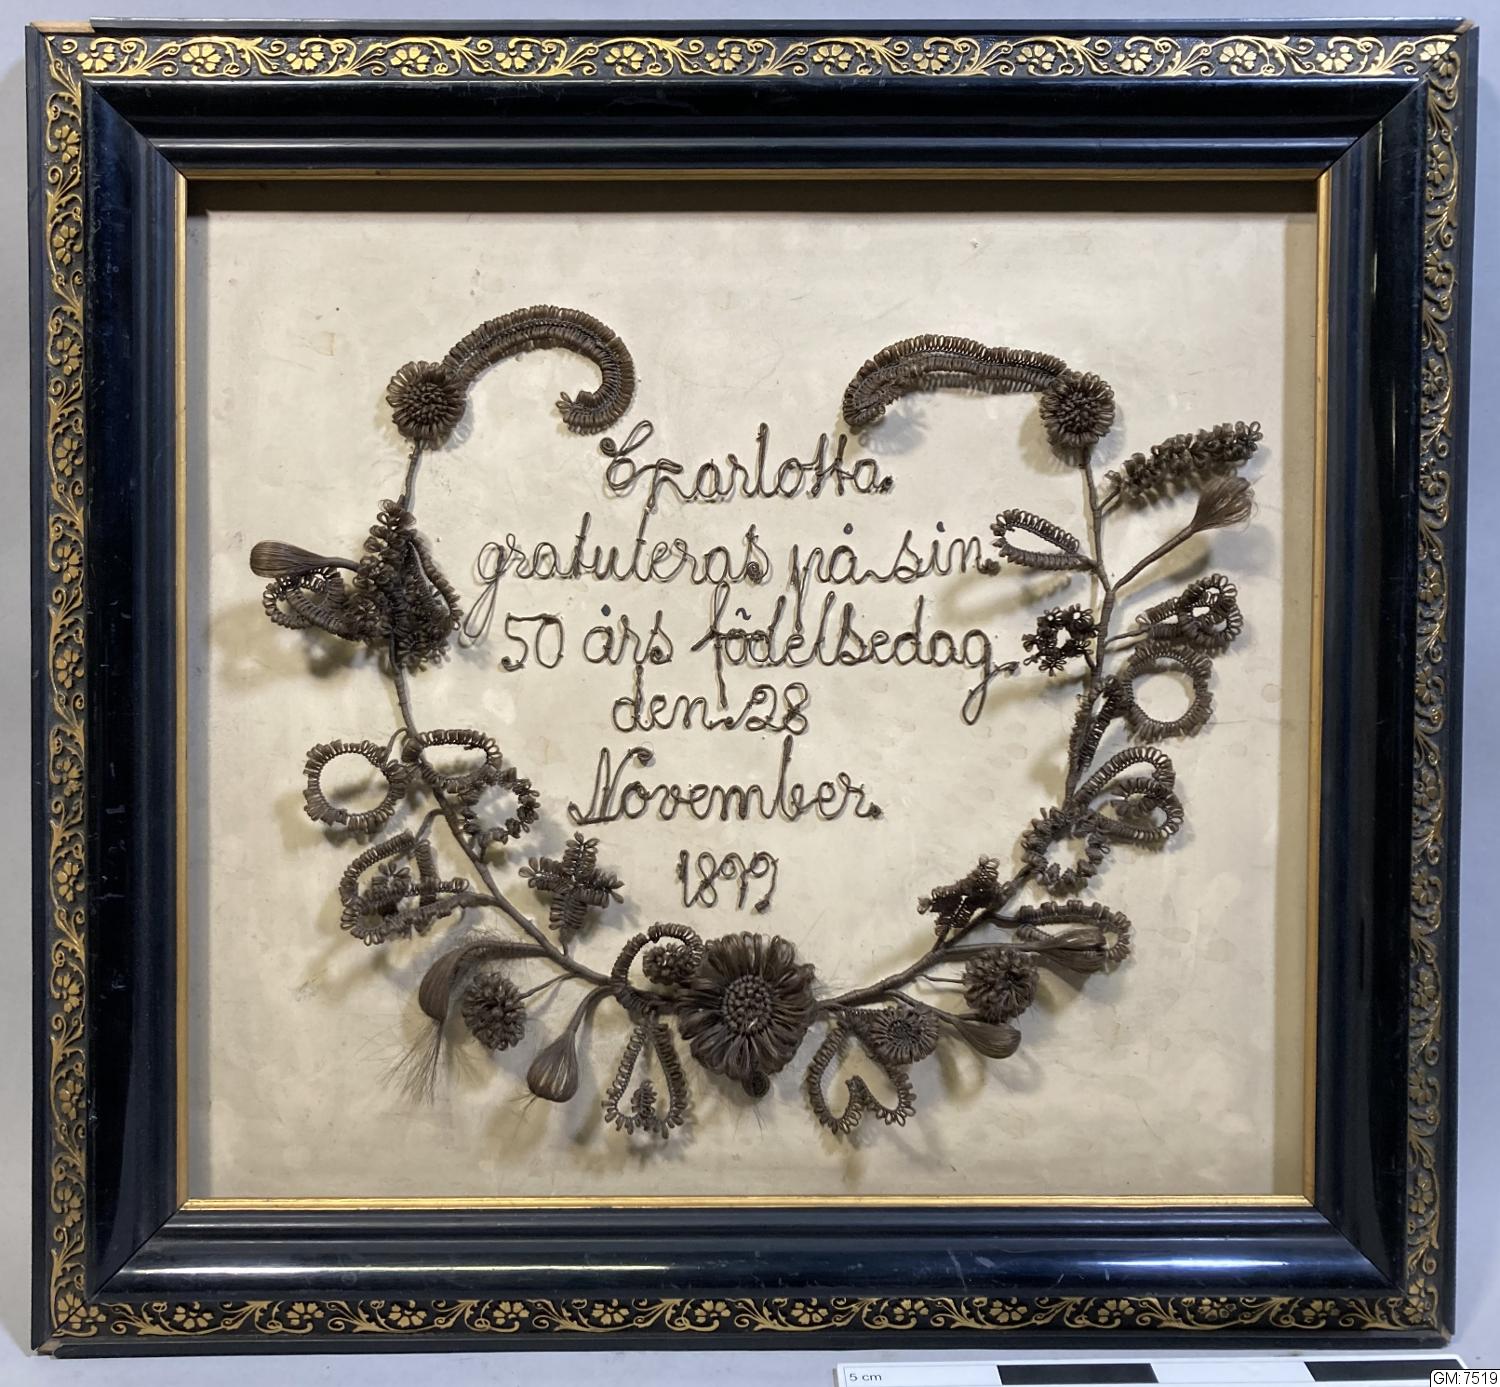 Charlotta.
gratuleras på sin.
50 års födelsedag.
den.28
November.
1899
5 cm
GM:7519